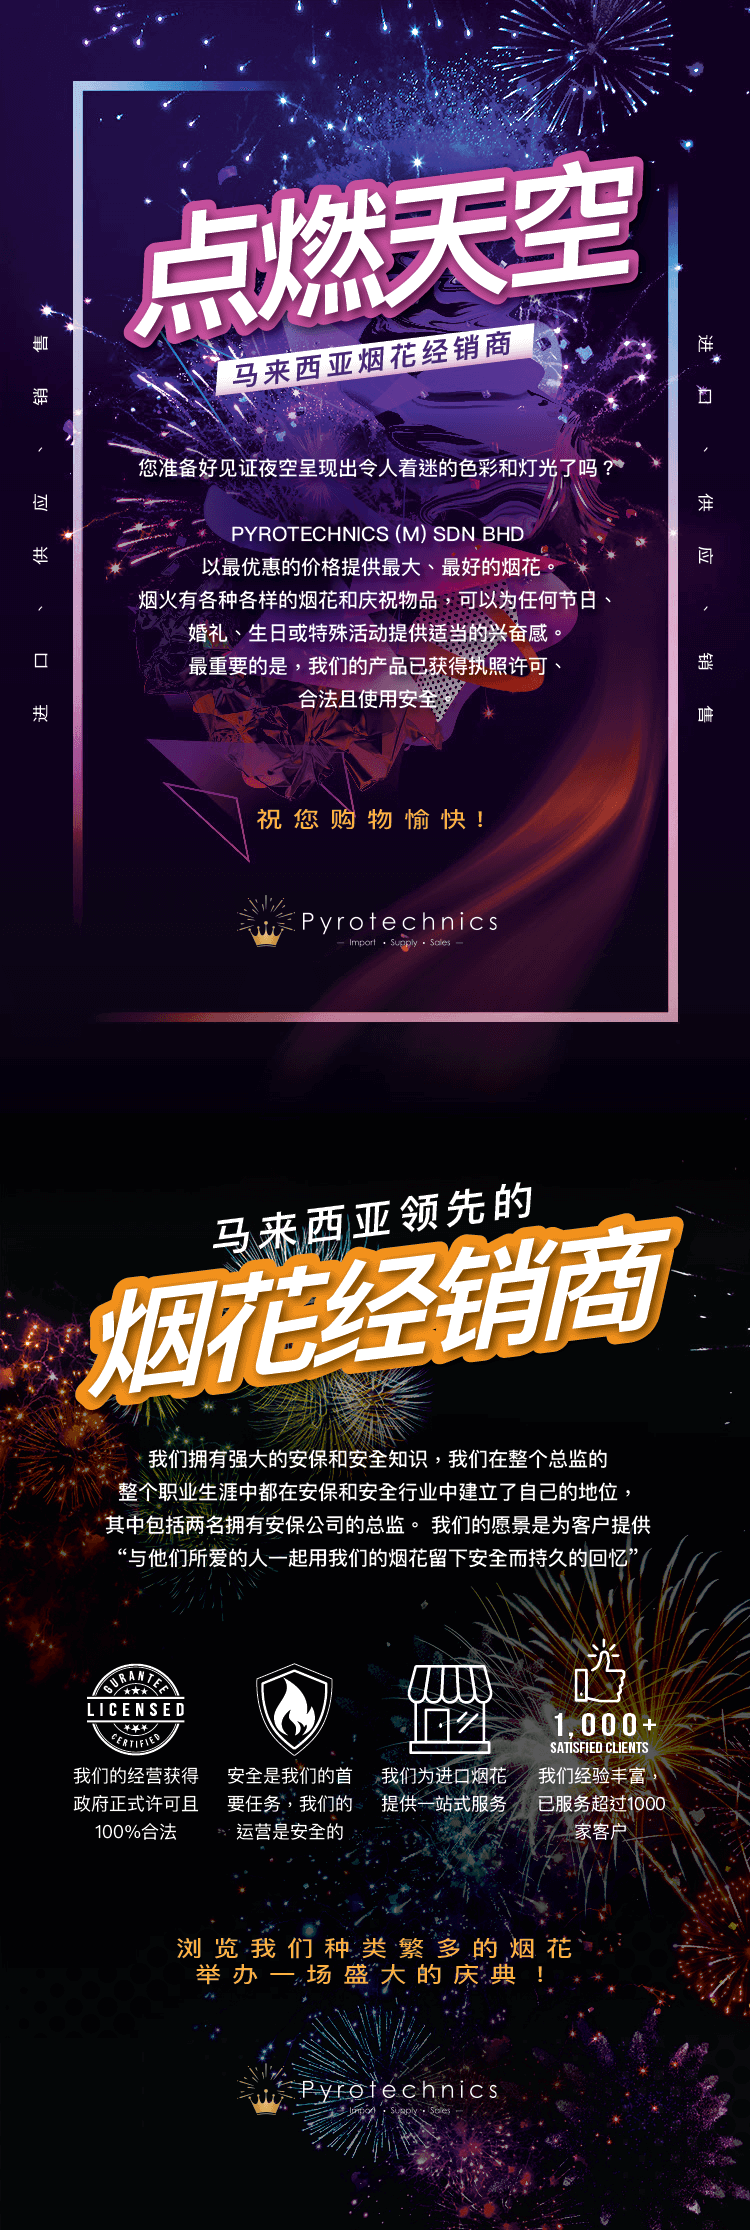 点燃天空
马来西亚烟花经销商
进口、供应、销售
进口、供应、销售
您准备好见证夜空呈现出令人着迷的色彩和灯光了吗？
PYROTECHNICS (M) SDN BHD
以最优惠的价格提供最大、最好的烟花。
烟火有各种各样的烟花和庆祝物品，可以为任何节日、
婚礼、生日或特殊活动提供适当的兴奋感。
最重要的是，我们的产品已获得执照许可、
合法且使用安全。
祝您购物愉快！
Pyrotechnics
Import • Supply • Sales
马来西亚领先的
烟花经销商
我们拥有强大的安保和安全知识，我们在整个总监的
整个职业生涯中都在安保和安全行业中建立了自己的地位，
其中包括两名拥有安保公司的总监。 我们的愿景是为客户提供
“与他们所爱的人一起用我们的烟花留下安全而持久的回忆”
GURANTEE
LICENSED
CERTIFIED
我们的经营获得
政府正式许可且
100%合法
安全是我们的首
要任务，我们的
运营是安全的
我们为进口烟花
提供一站式服务
1,000+
SATISFIED CLIENTS
我们经验丰富，
已服务超过1000
家客户
浏览我们种类繁多的烟花
举办一场盛大的庆典！
Pyrotechnics
Import • Supply • Sales